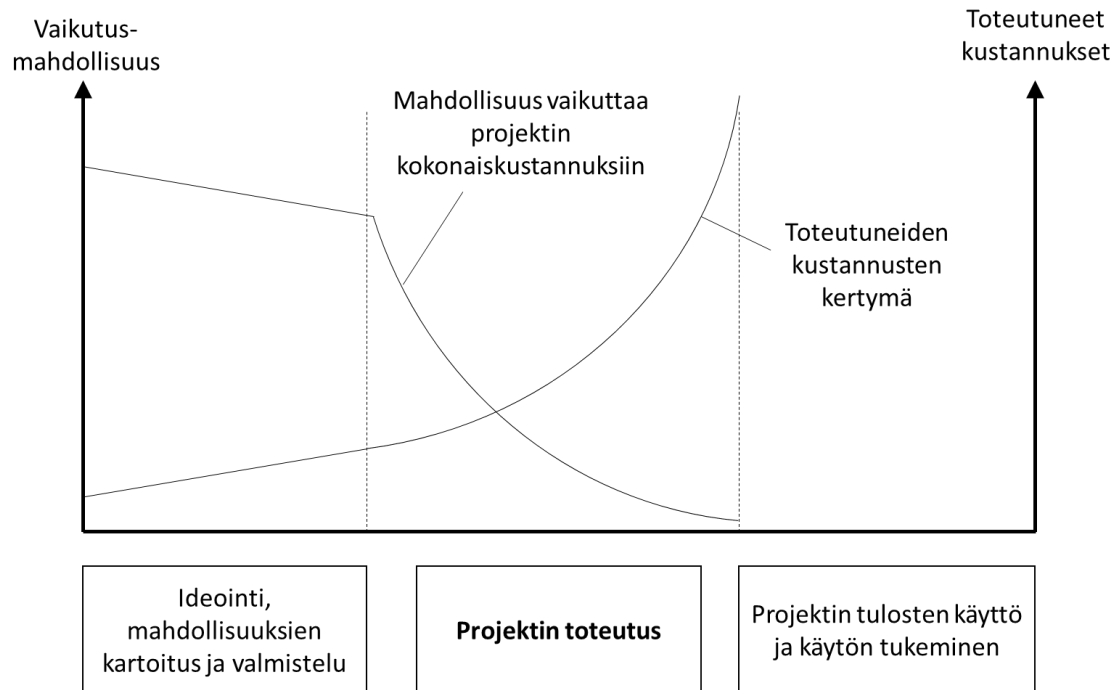 Vaikutus-
mahdollisuus
Toteutuneet
kustannukset
Mahdollisuus vaikuttaa
projektin
kokonaiskustannuksiin
Toteutuneiden
kustannusten
kertymä
Ideointi,
mahdollisuuksien
kartoitus ja valmistelu
Projektin toteutus
Projektin tulosten käyttö
ja käytön tukeminen